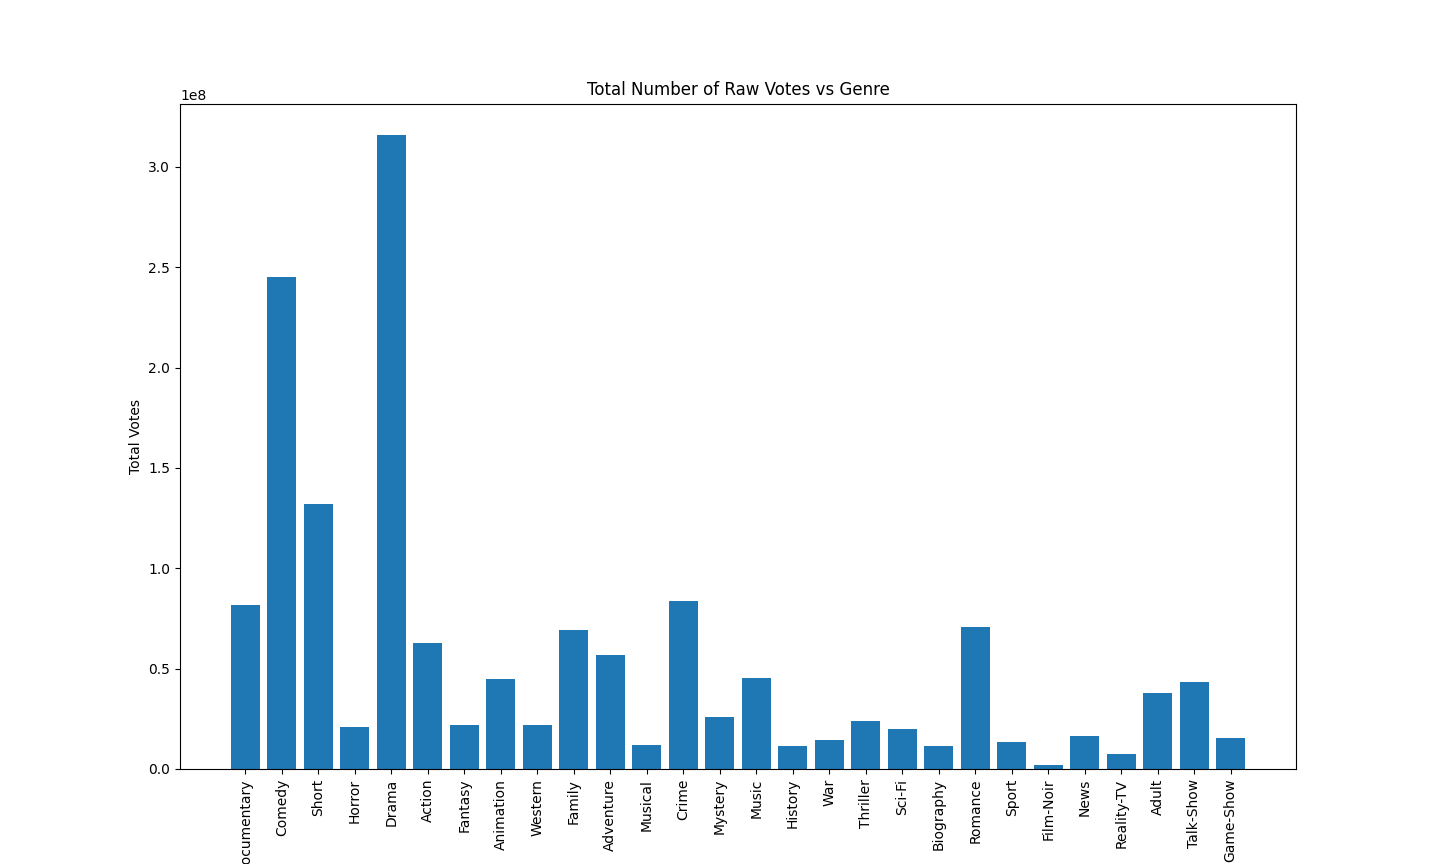 Total Number of Raw Votes vs Genre
1e8
3.0
2.5
2.0
1.5
1.0
0.5
0.0
Total Votes
ocumentary
Comedy
Short
Horror
Drama
Action
Fantasy
Animation
Western
Family
Adventure
Musical
Crime
Mystery
Music
History
War
Thriller
Sci-Fi
Biography
Romance
Sport
Film-Noir
News
Reality-TV
Adult
Talk-Show
Game-Show